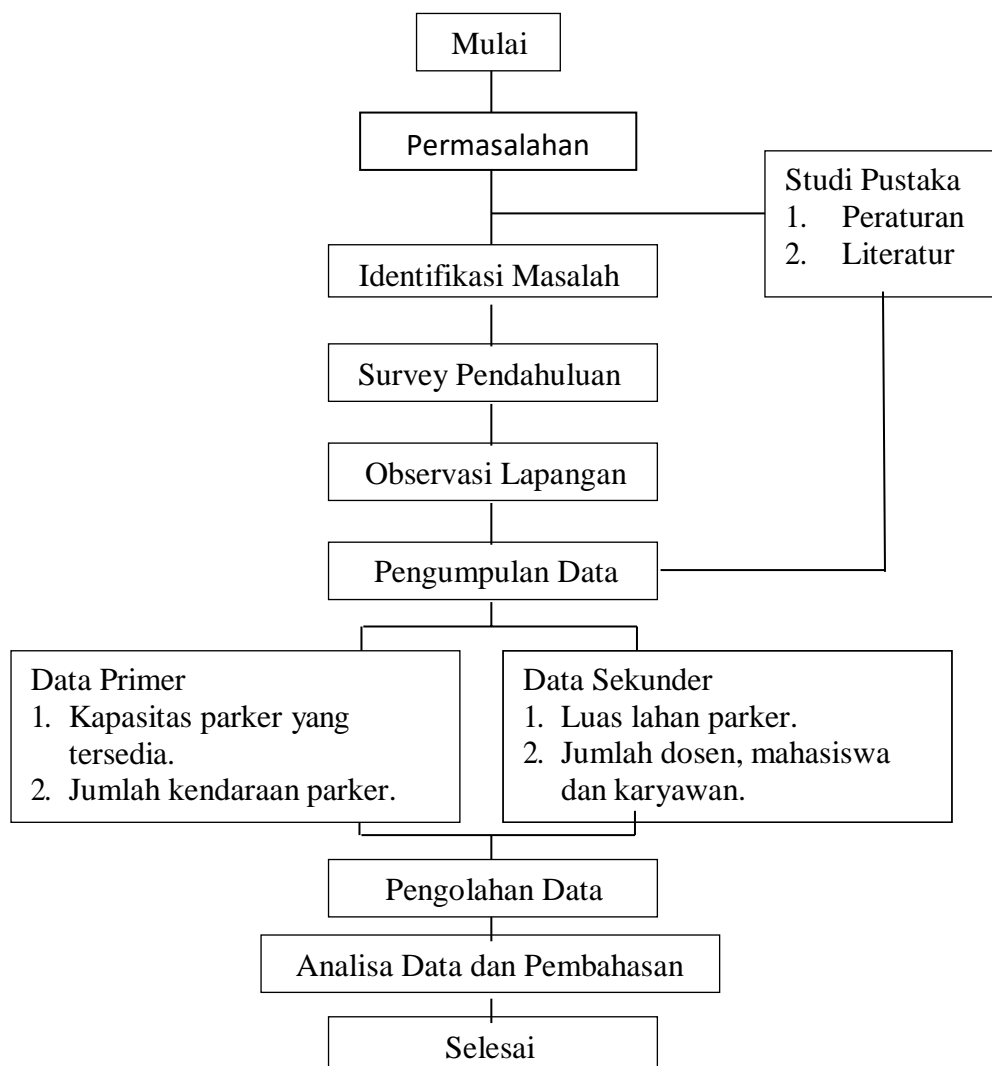 Mulai
Permasalahan
Studi Pustaka
1. Peraturan
2. Literatur
Identifikasi Masalah
Survey Pendahuluan
Observasi Lapangan
Pengumpulan Data
Data Primer
1. Kapasitas parker yang
tersedia.
2. Jumlah kendaraan parker.
Data Sekunder
1. Luas lahan parker.
2. Jumlah dosen, mahasiswa
dan karyawan.
Pengolahan Data
Analisa Data dan Pembahasan
Selesai